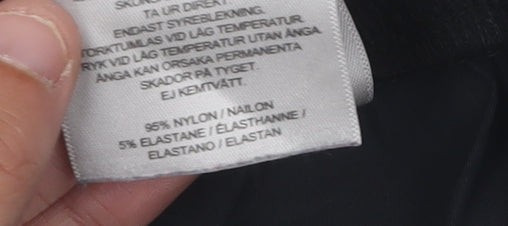 SKÖNS
TA UR DIREKT
ENDAST SYREBLEKNING.
TORKTUMLAS VID LÅG TEMPERATUR.
RYK VID LÅG TEMPERATUR UTAN ÅNGA
ÅNGA KAN ORSAKA PERMANENTA
SKADOR PÅ TYGET.
EJ KEMTVÄTT.
95% NYLON / NAILON
5% ELASTANE / ÉLASTHANNE /
ELASTANO / ELASTAN